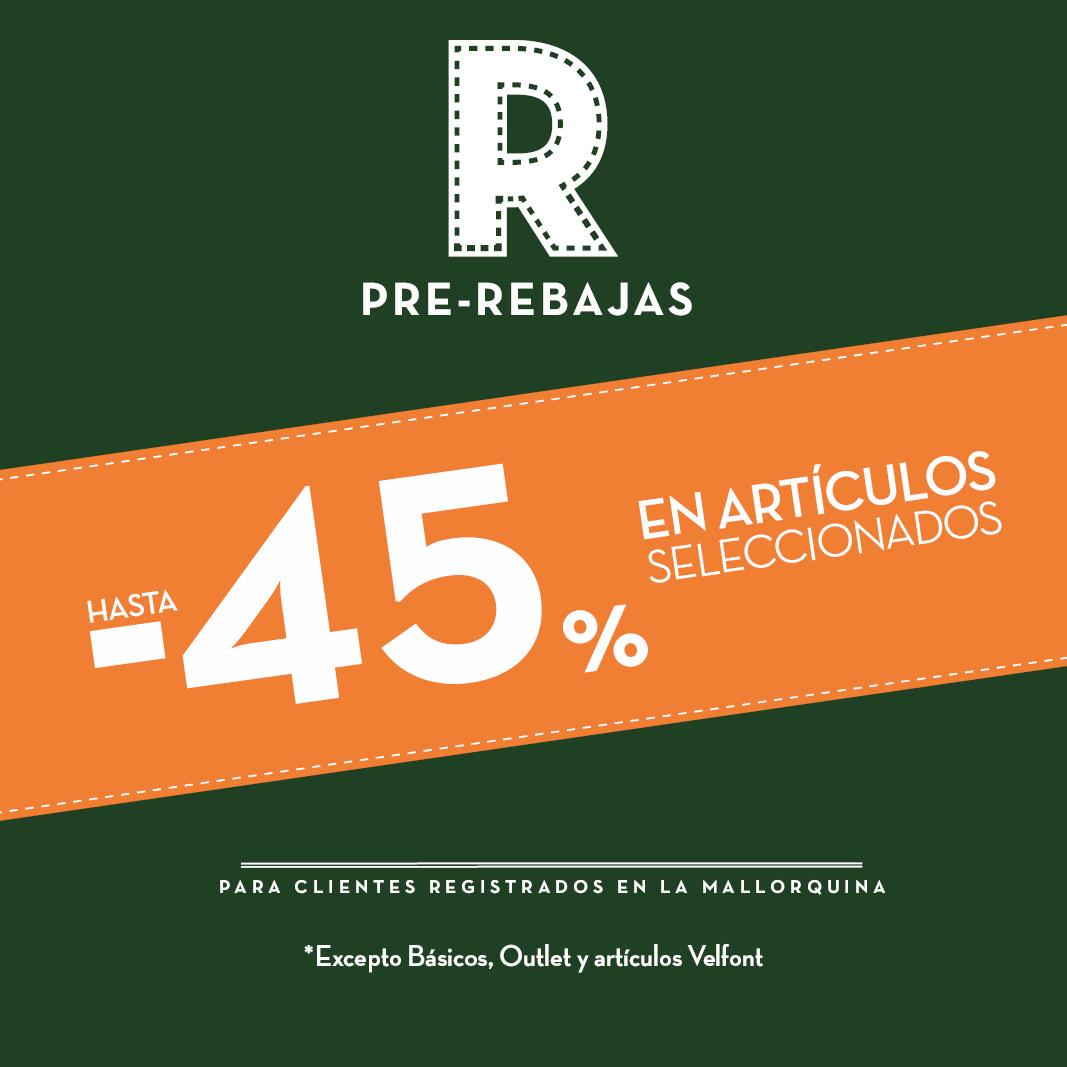 R
PRE-REBAJAS
HASTA
-45%
EN ARTÍCULOS
SELECCIONADOS
PARA CLIENTES REGISTRADOS EN LA MALLORQUINA
*Excepto Básicos, Outlet y artículos Velfont